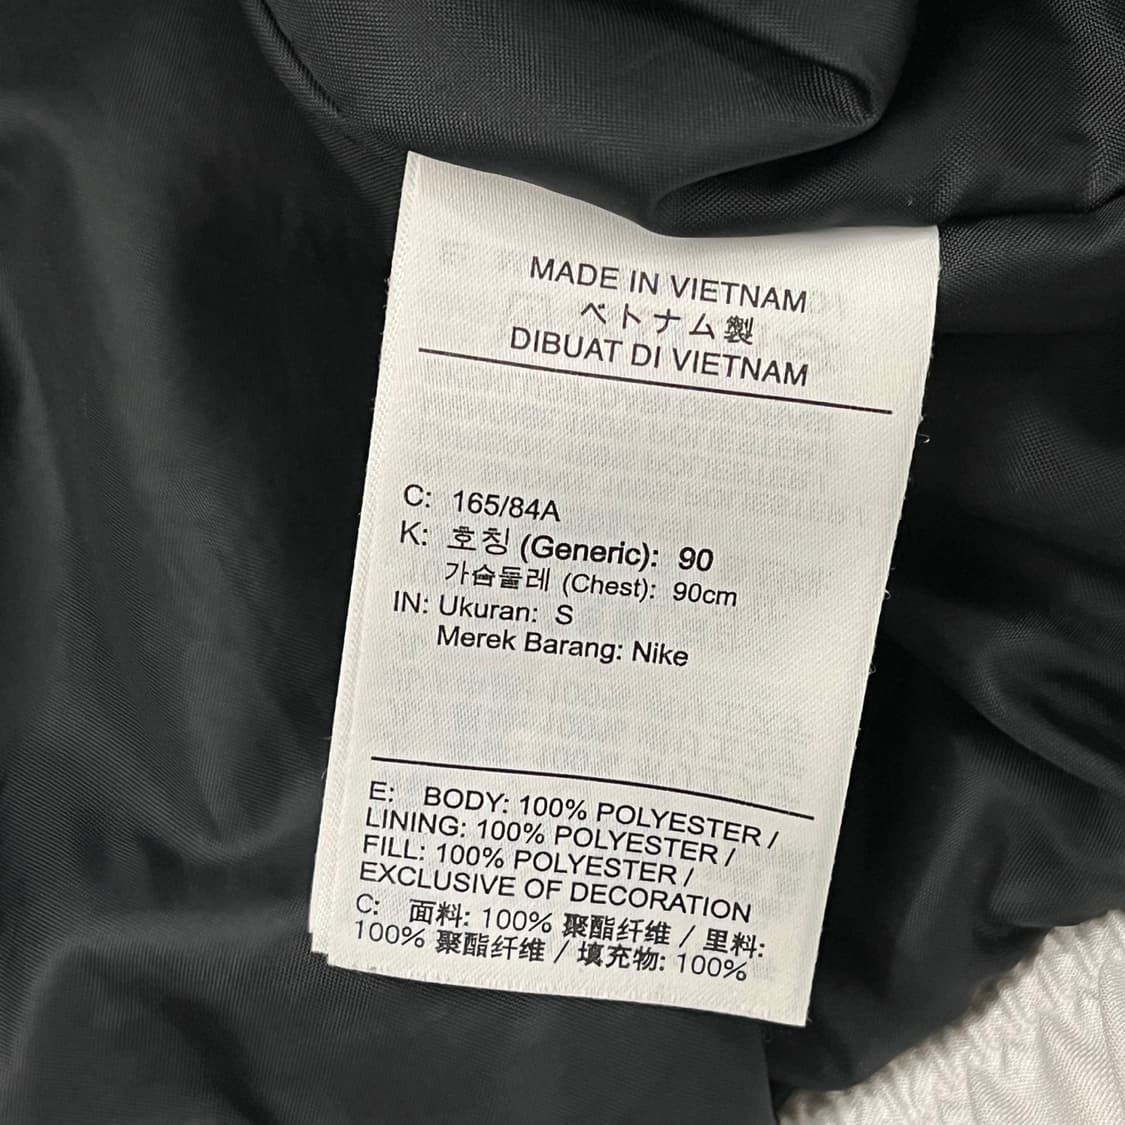 MADE IN VIETNAM
ベトナム製
DIBUAT DI VIETNAM
C: 165/84A
K: 호칭 (Generic): 90
가슴둘레 (Chest): 90cm
IN: Ukuran: S
Merek Barang: Nike
E: BODY: 100% POLYESTER /
LINING: 100% POLYESTER /
FILL: 100% POLYESTER /
EXCLUSIVE OF DECORATION
C: 面料: 100% 聚酯纤维 / 里料:
100% 聚酯纤维 / 填充物: 100%